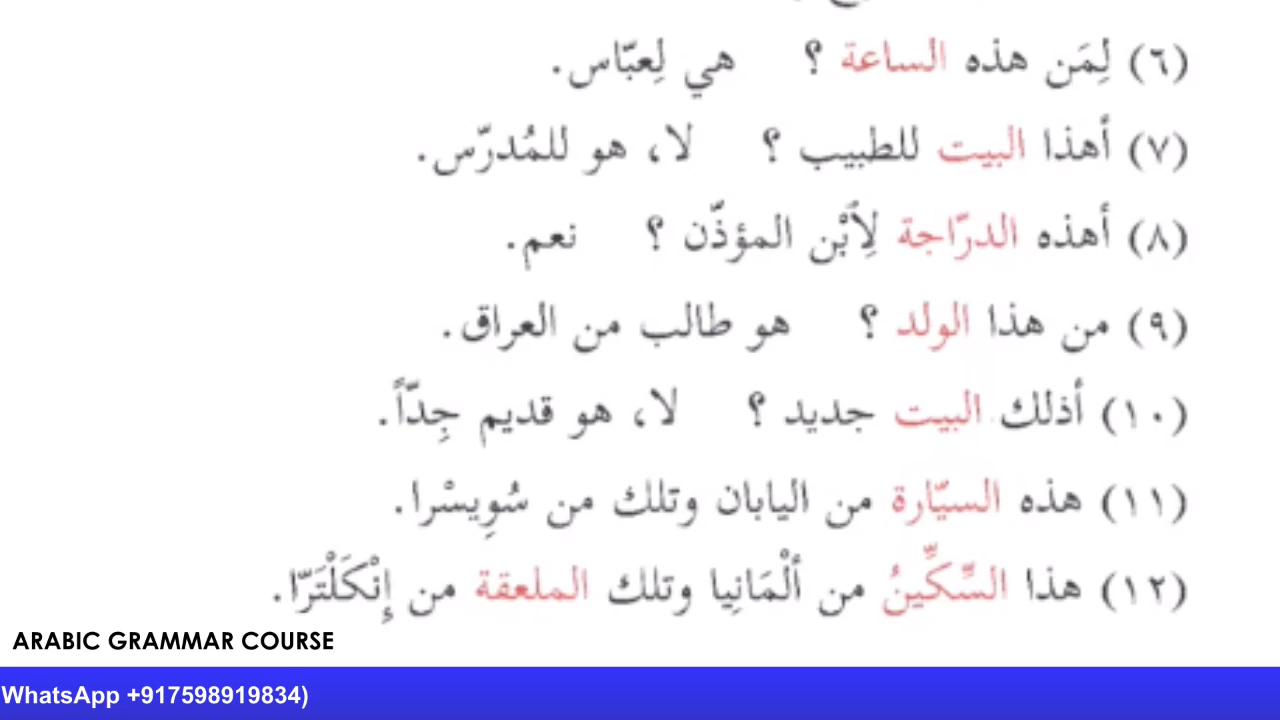 (٦) لِمَن هذه الساعة ؟ هي لِعبّاس.
(٧) أهذا البيت للطبيب ؟ لا، هو للمُدرّس.
(٨) أهذه الدرّاجة لِاَبْن المؤذّن ؟ نعم.
(٩) من هذا الولد ؟ هو طالب من العراق.
(١٠) أذلك البيت جديد ؟ لا، هو قديم جِدّاً.
(١١) هذه السيّارة من اليابان وتلك من سُوِيسْرا.
(١٢) هذا السِّكِّينُ من ألْمَانِيا وتلك الملعقة من إِنْكَلْتَرّا.
ARABIC GRAMMAR COURSE
WhatsApp +917598919834)